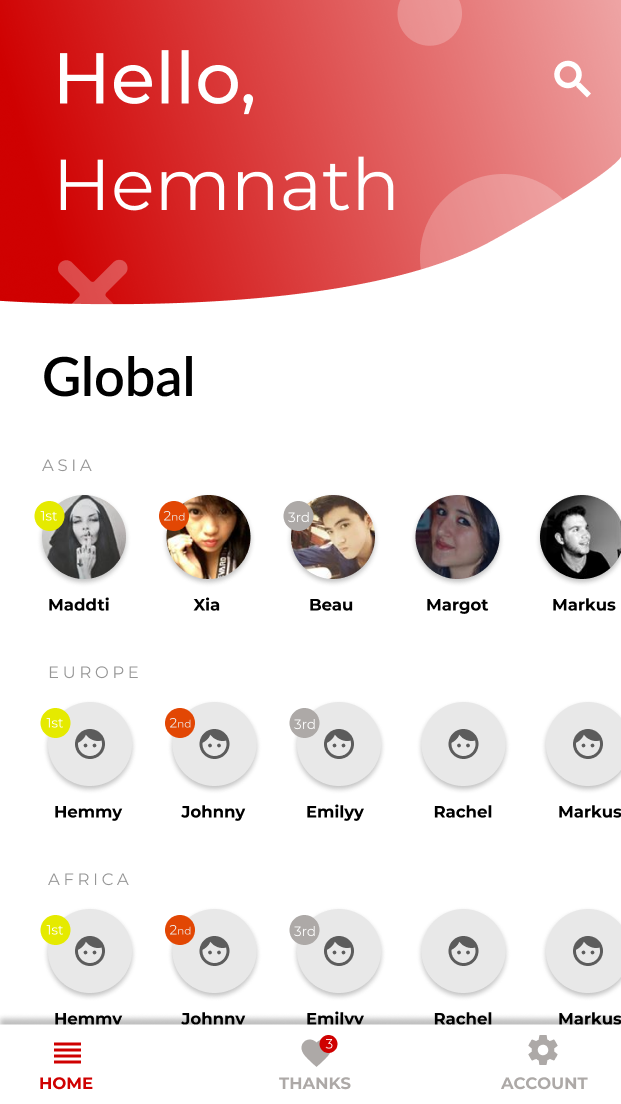 Hello,
Hemnath
Global
ASIA
1st 2nd 3rd
Maddti Xia Beau Margot Markus
EUROPE
1st 2nd 3rd
Hemmy Johnny Emilyy Rachel Markus
AFRICA
1st 2nd 3rd
Hemmy Johnny Emilyy Rachel Markus
3
HOME THANKS ACCOUNT